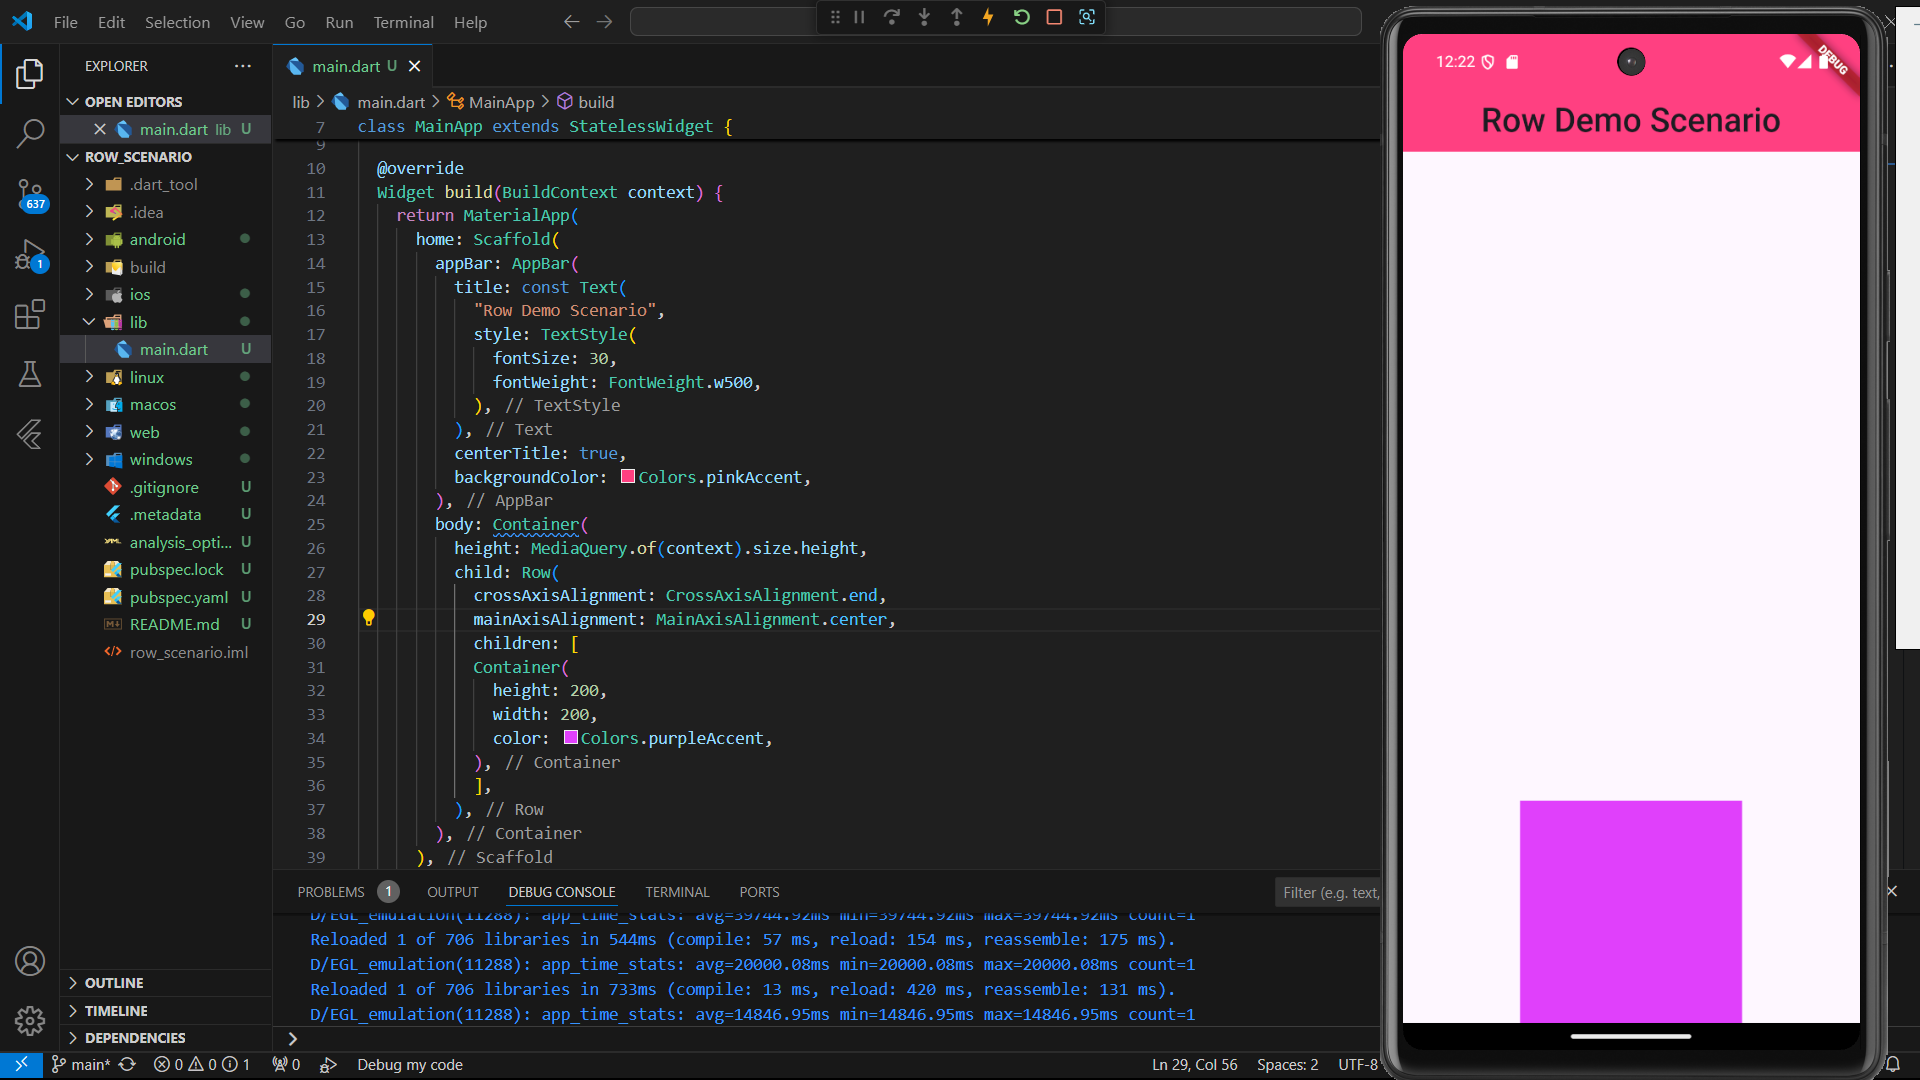 File Edit Selection View Go Run Terminal Help
EXPLORER
OPEN EDITORS
main.dart lib U
ROW_SCENARIO
.dart_tool
.idea
android
build
ios
lib
main.dart U
linux
macos
web
windows
.gitignore U
.metadata U
analysis_opti... U
pubspec.lock U
pubspec.yaml U
README.md U
row_scenario.iml
OUTLINE
TIMELINE
DEPENDENCIES
637
1
main.dart U
lib > main.dart > MainApp > build
7 class MainApp extends StatelessWidget {
9
10 @override
11 Widget build(BuildContext context) {
12 return MaterialApp(
13 home: Scaffold(
14 appBar: AppBar(
15 title: const Text(
16 "Row Demo Scenario",
17 style: TextStyle(
18 fontSize: 30,
19 fontWeight: FontWeight.w500,
20 ), // TextStyle
21 ), // Text
22 centerTitle: true,
23 backgroundColor: Colors.pinkAccent,
24 ), // AppBar
25 body: Container(
26 height: MediaQuery.of(context).size.height,
27 child: Row(
28 crossAxisAlignment: CrossAxisAlignment.end,
29 mainAxisAlignment: MainAxisAlignment.center,
30 children: [
31 Container(
32 height: 200,
33 width: 200,
34 color: Colors.purpleAccent,
35 ), // Container
36 ],
37 ), // Row
38 ), // Container
39 ), // Scaffold
PROBLEMS 1 OUTPUT DEBUG CONSOLE TERMINAL PORTS
Filter (e.g. text,
D/EGL_emulation(11288): app_time_stats: avg=39744.92ms min=39744.92ms max=39744.92ms count=1
Reloaded 1 of 706 libraries in 544ms (compile: 57 ms, reload: 154 ms, reassemble: 175 ms).
D/EGL_emulation(11288): app_time_stats: avg=20000.08ms min=20000.08ms max=20000.08ms count=1
Reloaded 1 of 706 libraries in 733ms (compile: 13 ms, reload: 420 ms, reassemble: 131 ms).
D/EGL_emulation(11288): app_time_stats: avg=14846.95ms min=14846.95ms max=14846.95ms count=1
>
main* 0 0 1 0 Debug my code Ln 29, Col 56 Spaces: 2 UTF-8
12:22
DEBUG
Row Demo Scenario